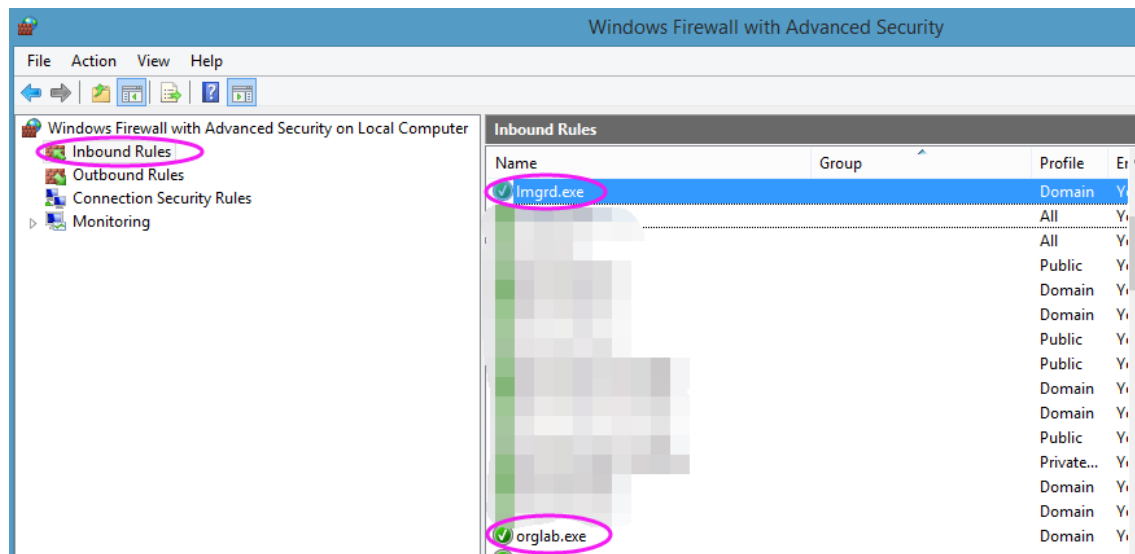 Windows Firewall with Advanced Security
File Action View Help
Windows Firewall with Advanced Security on Local Computer
Inbound Rules
Outbound Rules
Connection Security Rules
Monitoring
Inbound Rules
Name Group Profile
lmgrd.exe Domain
All
All
Public
Domain
Domain
Public
Public
Domain
Domain
Public
Private...
Domain
Domain
orglab.exe Domain